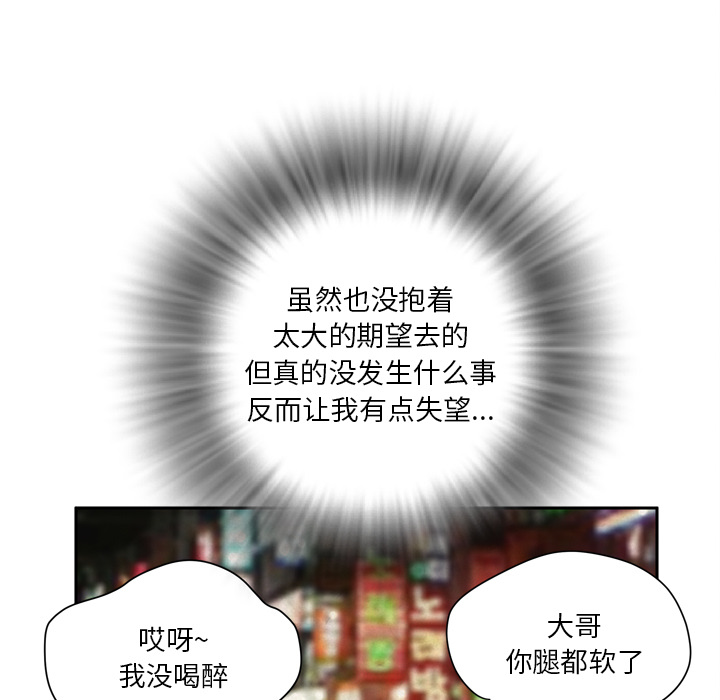 虽然也没抱着
太大的期望去的
但真的没发生什么事
反而让我有点失望...
哎呀~
我没喝醉
大哥
你腿都软了